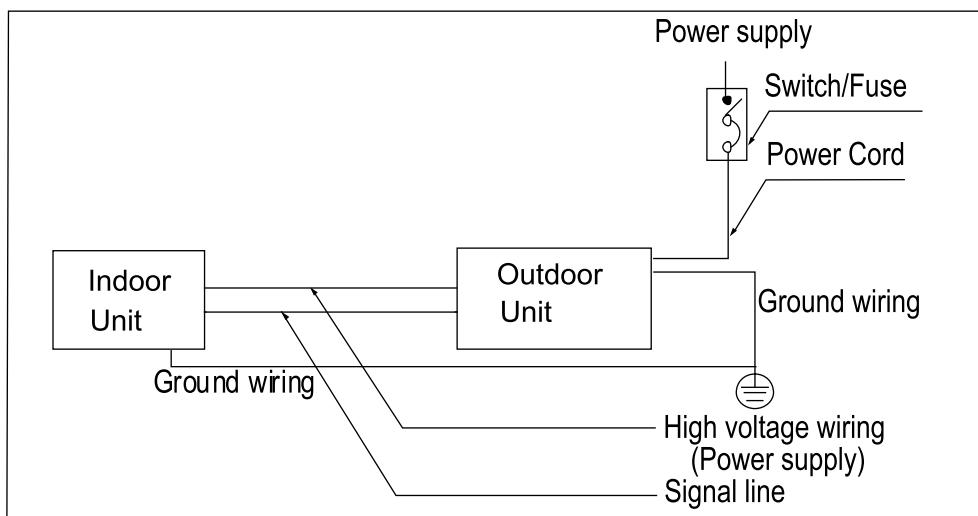 Power supply
Switch/Fuse
Power Cord
Indoor
Unit
Outdoor
Unit
Ground wiring
Ground wiring
High voltage wiring
(Power supply)
Signal line